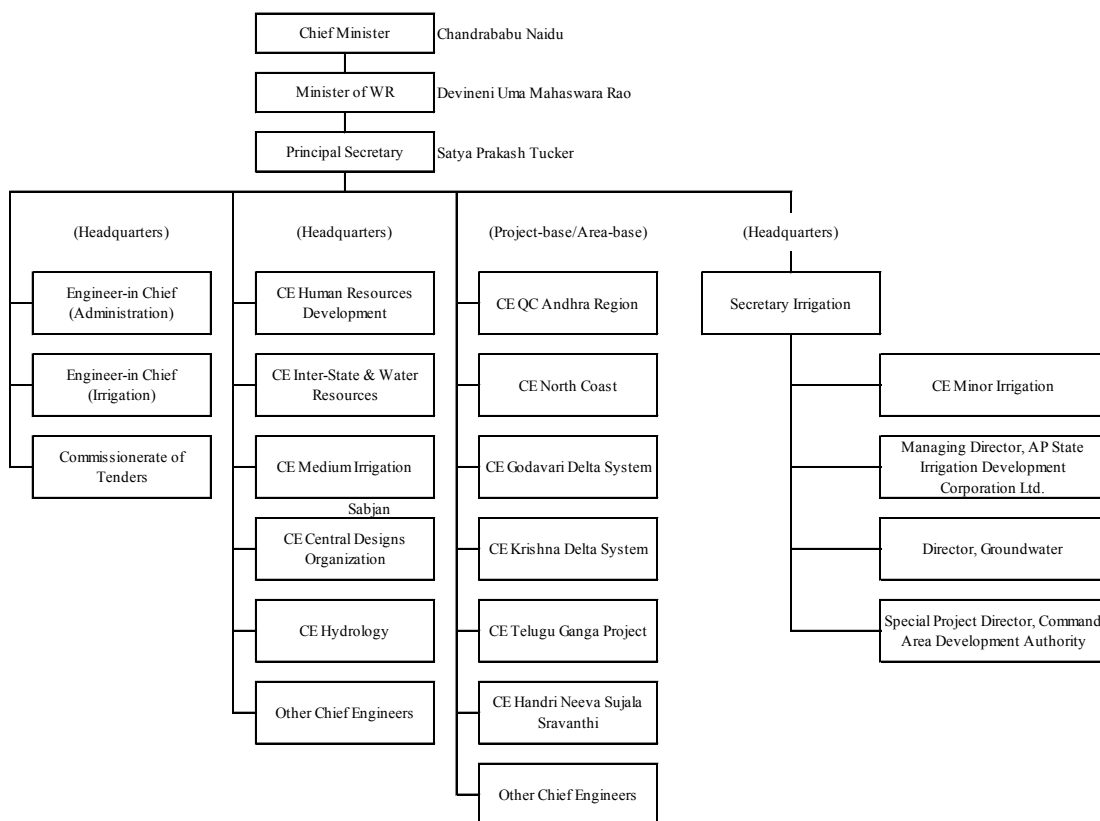 Chief Minister
Chandrababu Naidu
Minister of WR
Devineni Uma Mahaswara Rao
Principal Secretary
Satya Prakash Tucker
(Headquarters)
Engineer-in Chief
(Administration)
Engineer-in Chief
(Irrigation)
Commissionerate of
Tenders
(Headquarters)
CE Human Resources
Development
CE Inter-State & Water
Resources
CE Medium Irrigation
Sabjan
CE Central Designs
Organization
CE Hydrology
Other Chief Engineers
(Project-base/Area-base)
CE QC Andhra Region
CE North Coast
CE Godavari Delta System
CE Krishna Delta System
CE Telugu Ganga Project
CE Handri Neeva Sujala
Sravanthi
Other Chief Engineers
(Headquarters)
Secretary Irrigation
CE Minor Irrigation
Managing Director, AP State
Irrigation Development
Corporation Ltd.
Director, Groundwater
Special Project Director, Command
Area Development Authority